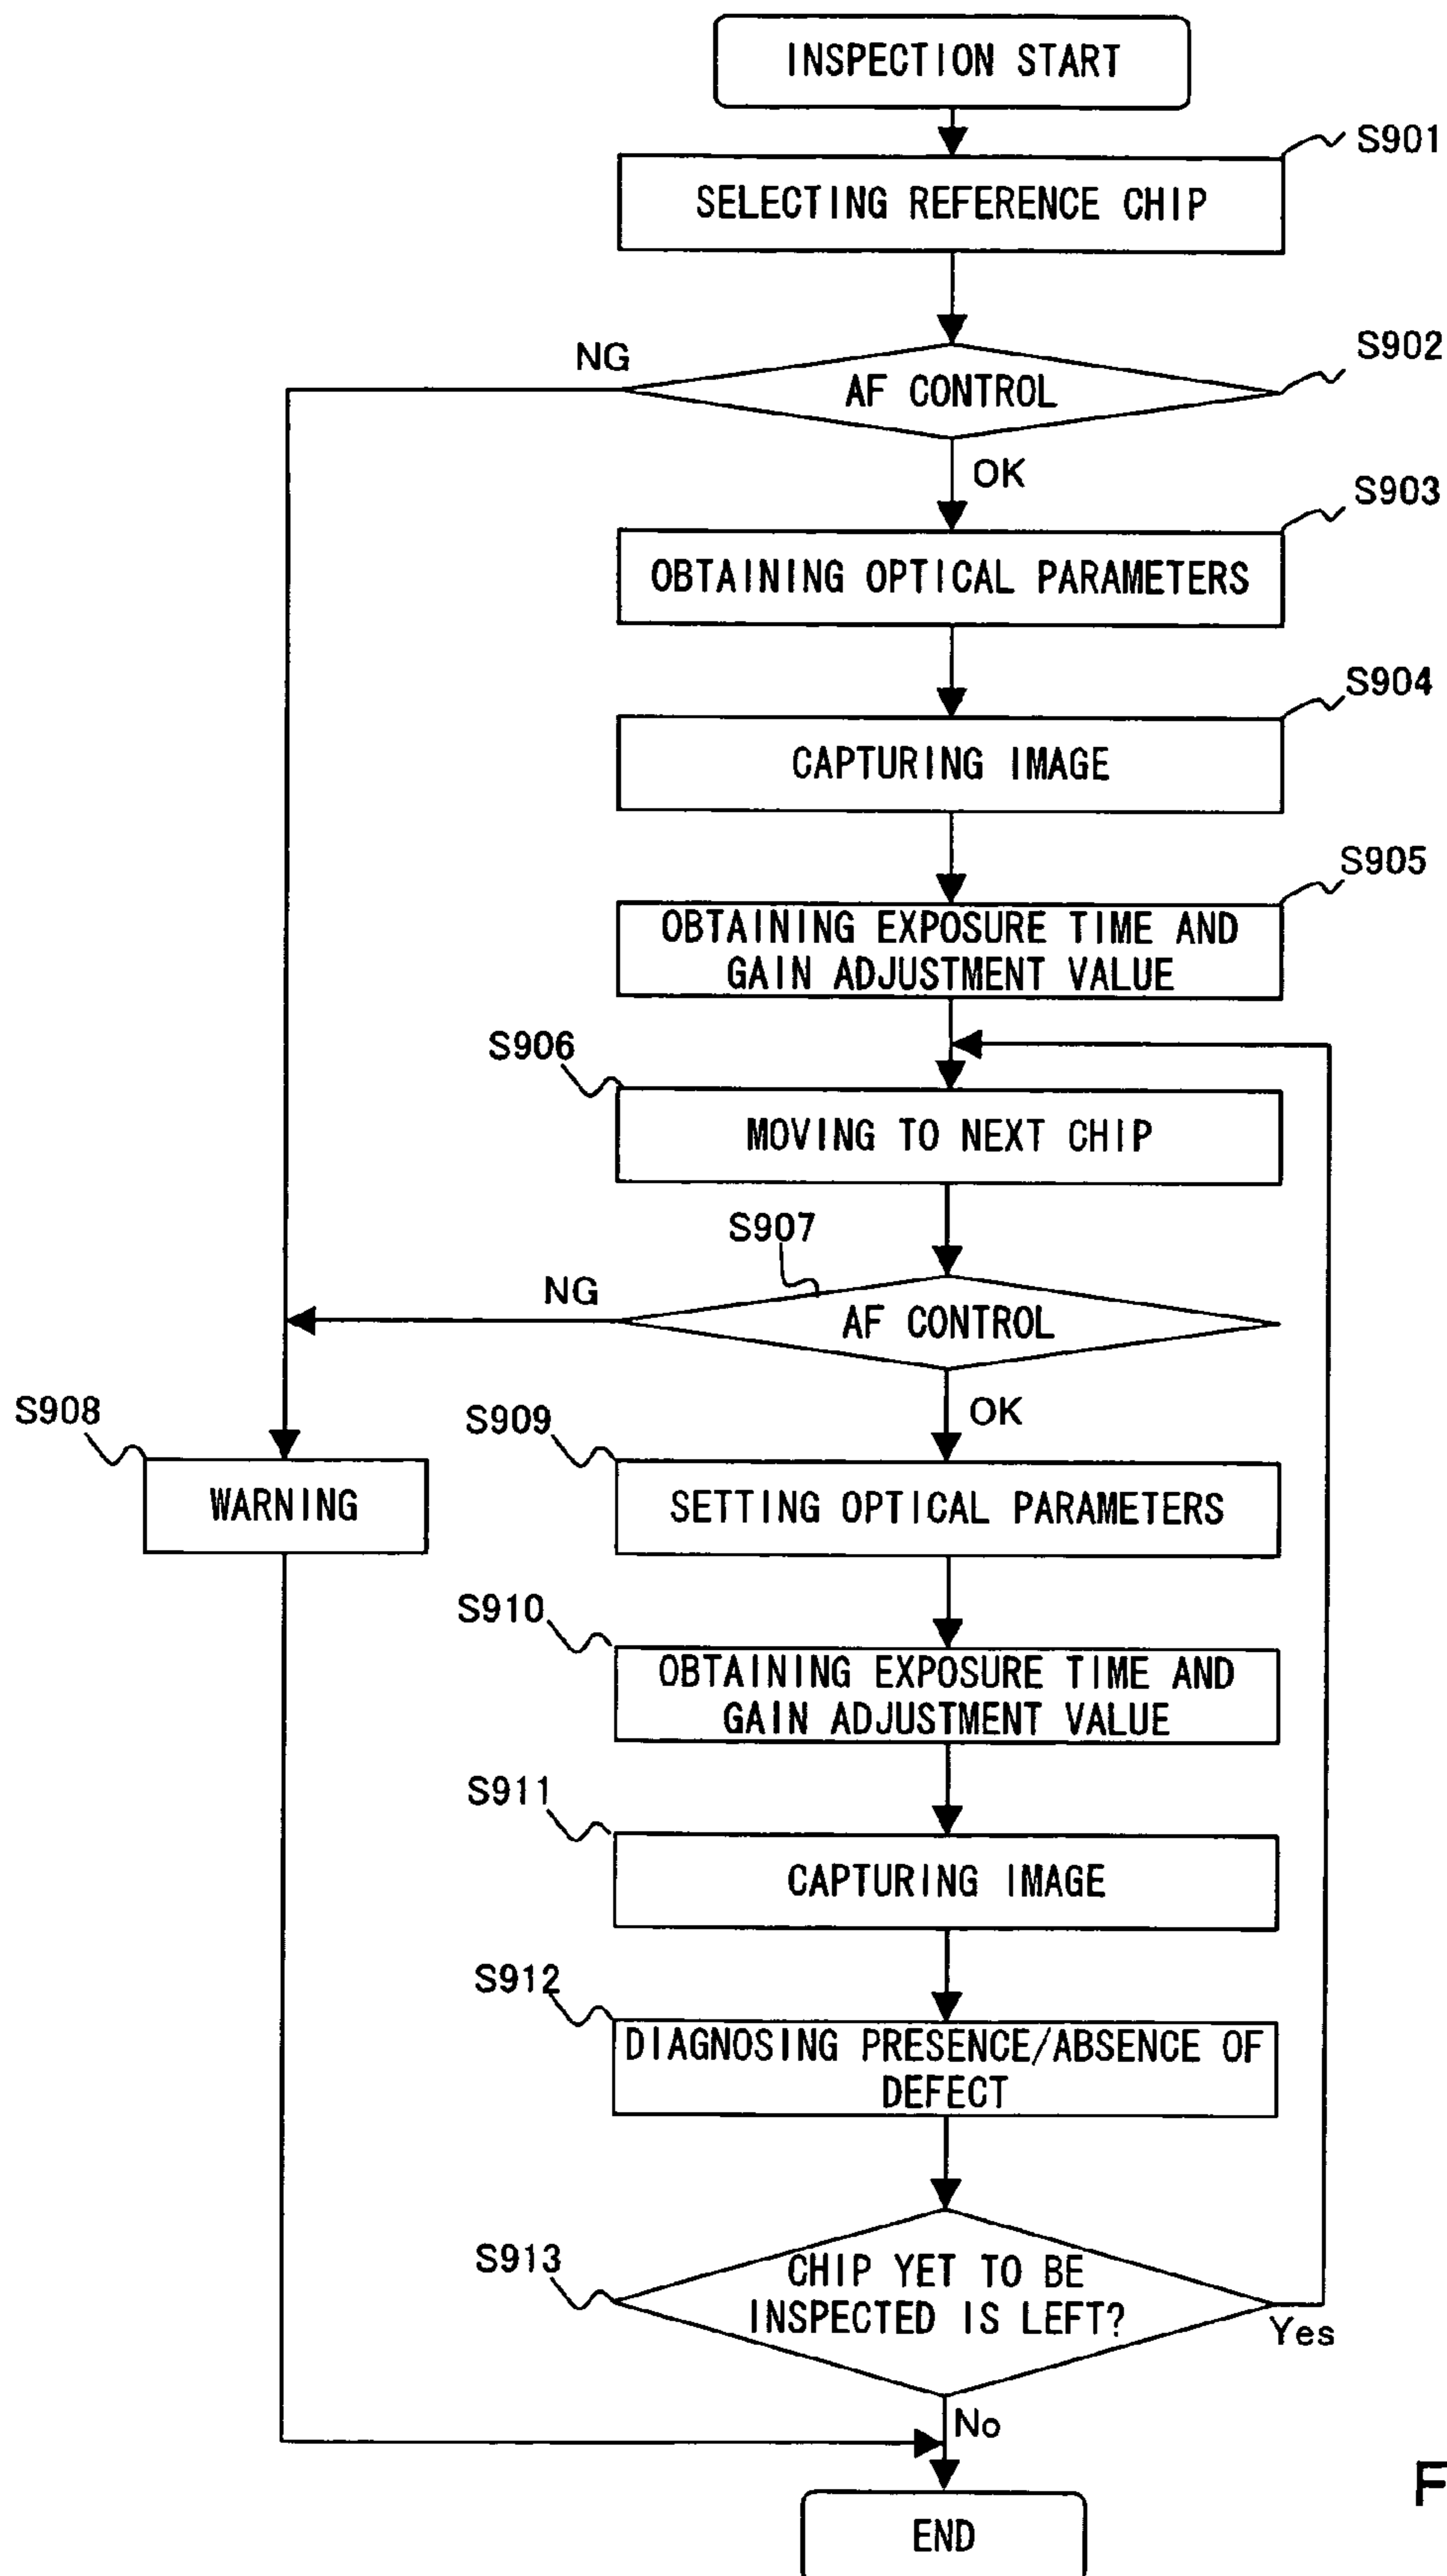 INSPECTION START
S901
SELECTING REFERENCE CHIP
NG
S902
AF CONTROL
OK
S903
OBTAINING OPTICAL PARAMETERS
S904
CAPTURING IMAGE
S905
OBTAINING EXPOSURE TIME AND
GAIN ADJUSTMENT VALUE
S906
MOVING TO NEXT CHIP
S907
NG
AF CONTROL
OK
S908
WARNING
S909
SETTING OPTICAL PARAMETERS
S910
OBTAINING EXPOSURE TIME AND
GAIN ADJUSTMENT VALUE
S911
CAPTURING IMAGE
S912
DIAGNOSING PRESENCE/ABSENCE OF
DEFECT
S913
CHIP YET TO BE
INSPECTED IS LEFT?
Yes
No
F
END